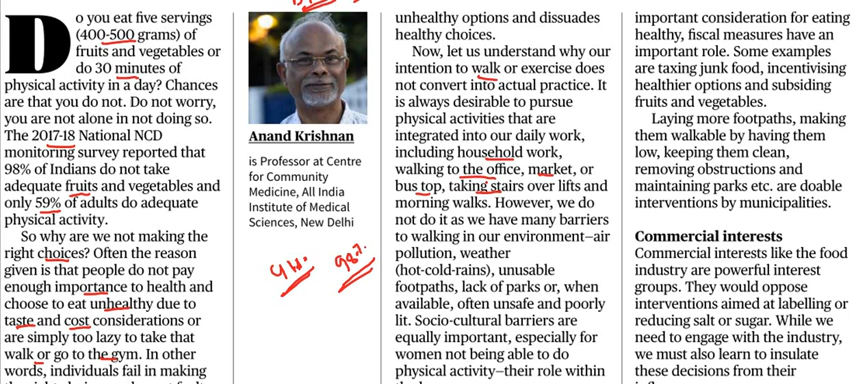 Do you eat five servings
(400-500 grams) of
fruits and vegetables or
do 30 minutes of
physical activity in a day? Chances
are that you do not. Do not worry,
you are not alone in not doing so.
The 2017-18 National NCD
monitoring survey reported that
98% of Indians do not take
adequate fruits and vegetables and
only 59% of adults do adequate
physical activity.
So why are we not making the
right choices? Often the reason
given is that people do not pay
enough importance to health and
choose to eat unhealthy due to
taste and cost considerations or
are simply too lazy to take that
walk or go to the gym. In other
words, individuals fail in making
Anand Krishnan
is Professor at Centre
for Community
Medicine, All India
Institute of Medical
Sciences, New Delhi
98%
unhealthy options and dissuades
healthy choices.
Now, let us understand why our
intention to walk or exercise does
not convert into actual practice. It
is always desirable to pursue
physical activities that are
integrated into our daily work,
including household work,
walking to the office, market, or
bus top, taking stairs over lifts and
morning walks. However, we do
not do it as we have many barriers
to walking in our environment—air
pollution, weather
(hot-cold-rains), unusable
footpaths, lack of parks or, when
available, often unsafe and poorly
lit. Socio-cultural barriers are
equally important, especially for
women not being able to do
physical activity—their role within
important consideration for eating
healthy, fiscal measures have an
important role. Some examples
are taxing junk food, incentivising
healthier options and subsiding
fruits and vegetables.
Laying more footpaths, making
them walkable by having them
low, keeping them clean,
removing obstructions and
maintaining parks etc. are doable
interventions by municipalities.
Commercial interests
Commercial interests like the food
industry are powerful interest
groups. They would oppose
interventions aimed at labelling or
reducing salt or sugar. While we
need to engage with the industry,
we must also learn to insulate
these decisions from their